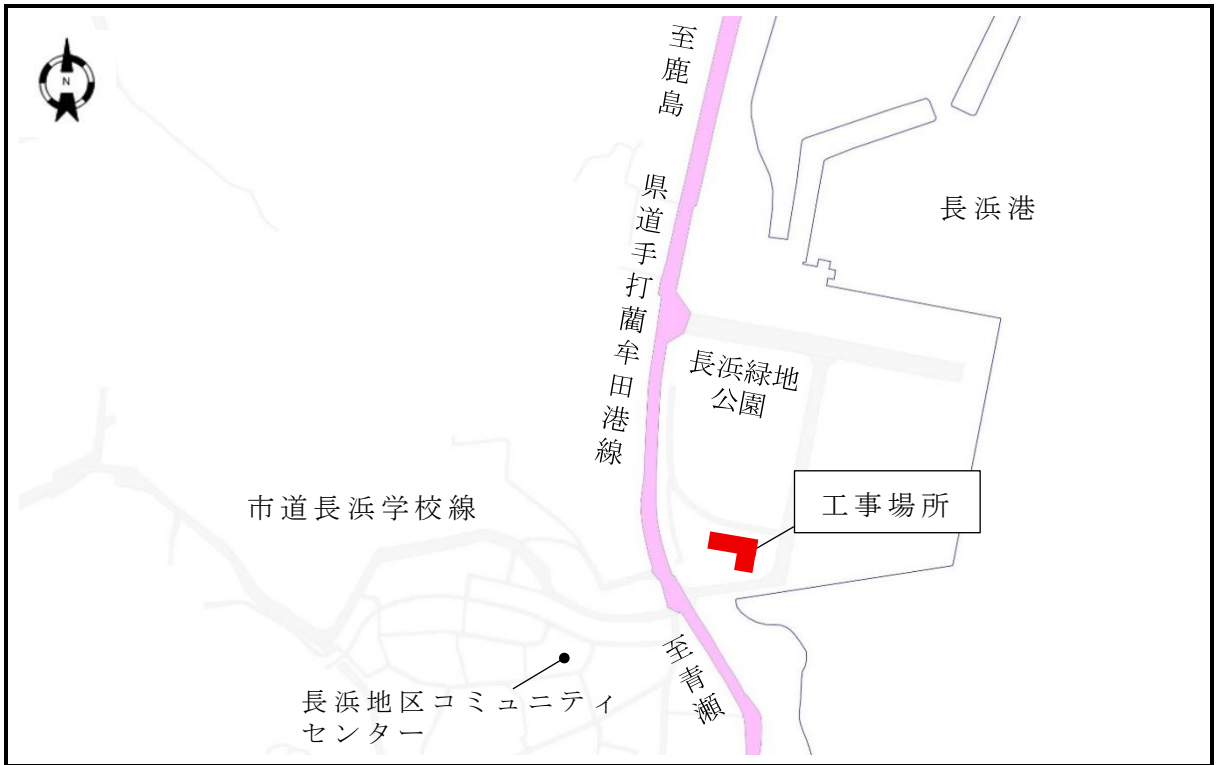 N
至鹿島
県道手打藺牟田港線
長浜港
長浜緑地
公園
工事場所
市道長浜学校線
至青瀬
長浜地区コミュニティ
センター